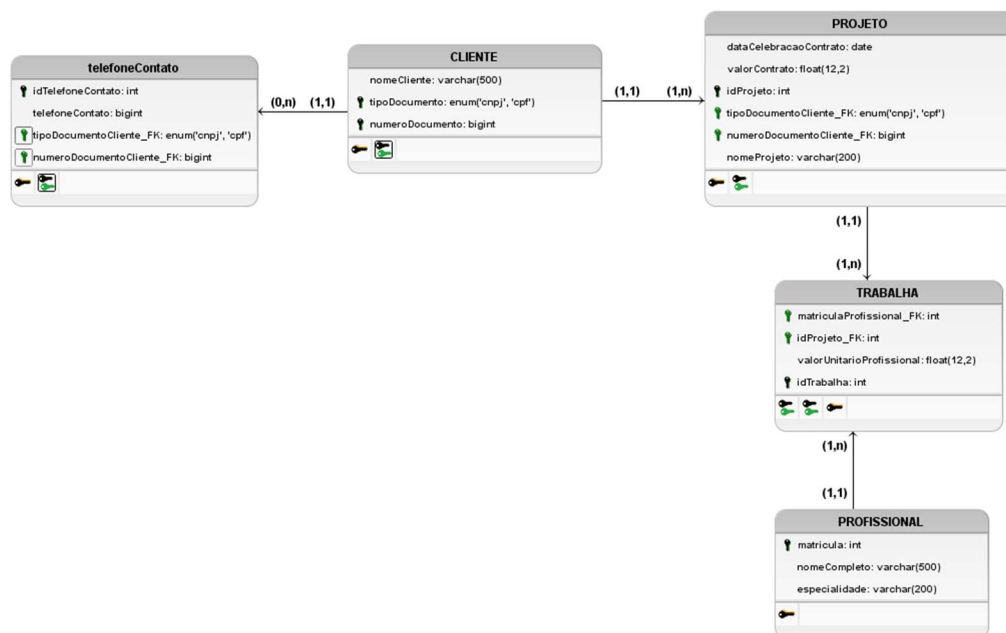 telefoneContato
idTelefoneContato: int
telefoneContato: bigint
tipoDocumentoCliente_FK: enum('cnpj', 'cpf')
numeroDocumentoCliente_FK: bigint
(0,n) (1,1)
CLIENTE
nomeCliente: varchar(500)
tipoDocumento: enum('cnpj', 'cpf')
numeroDocumento: bigint
(1,1) (1,n)
PROJETO
dataCelebracaoContrato: date
valorContrato: float(12,2)
idProjeto: int
tipoDocumentoCliente_FK: enum('cnpj', 'cpf')
numeroDocumentoCliente_FK: bigint
nomeProjeto: varchar(200)
(1,1)
(1,n)
TRABALHA
matriculaProfissional_FK: int
idProjeto_FK: int
valorUnitarioProfissional: float(12,2)
idTrabalha: int
(1,n)
(1,1)
PROFISSIONAL
matricula: int
nomeCompleto: varchar(500)
especialidade: varchar(200)